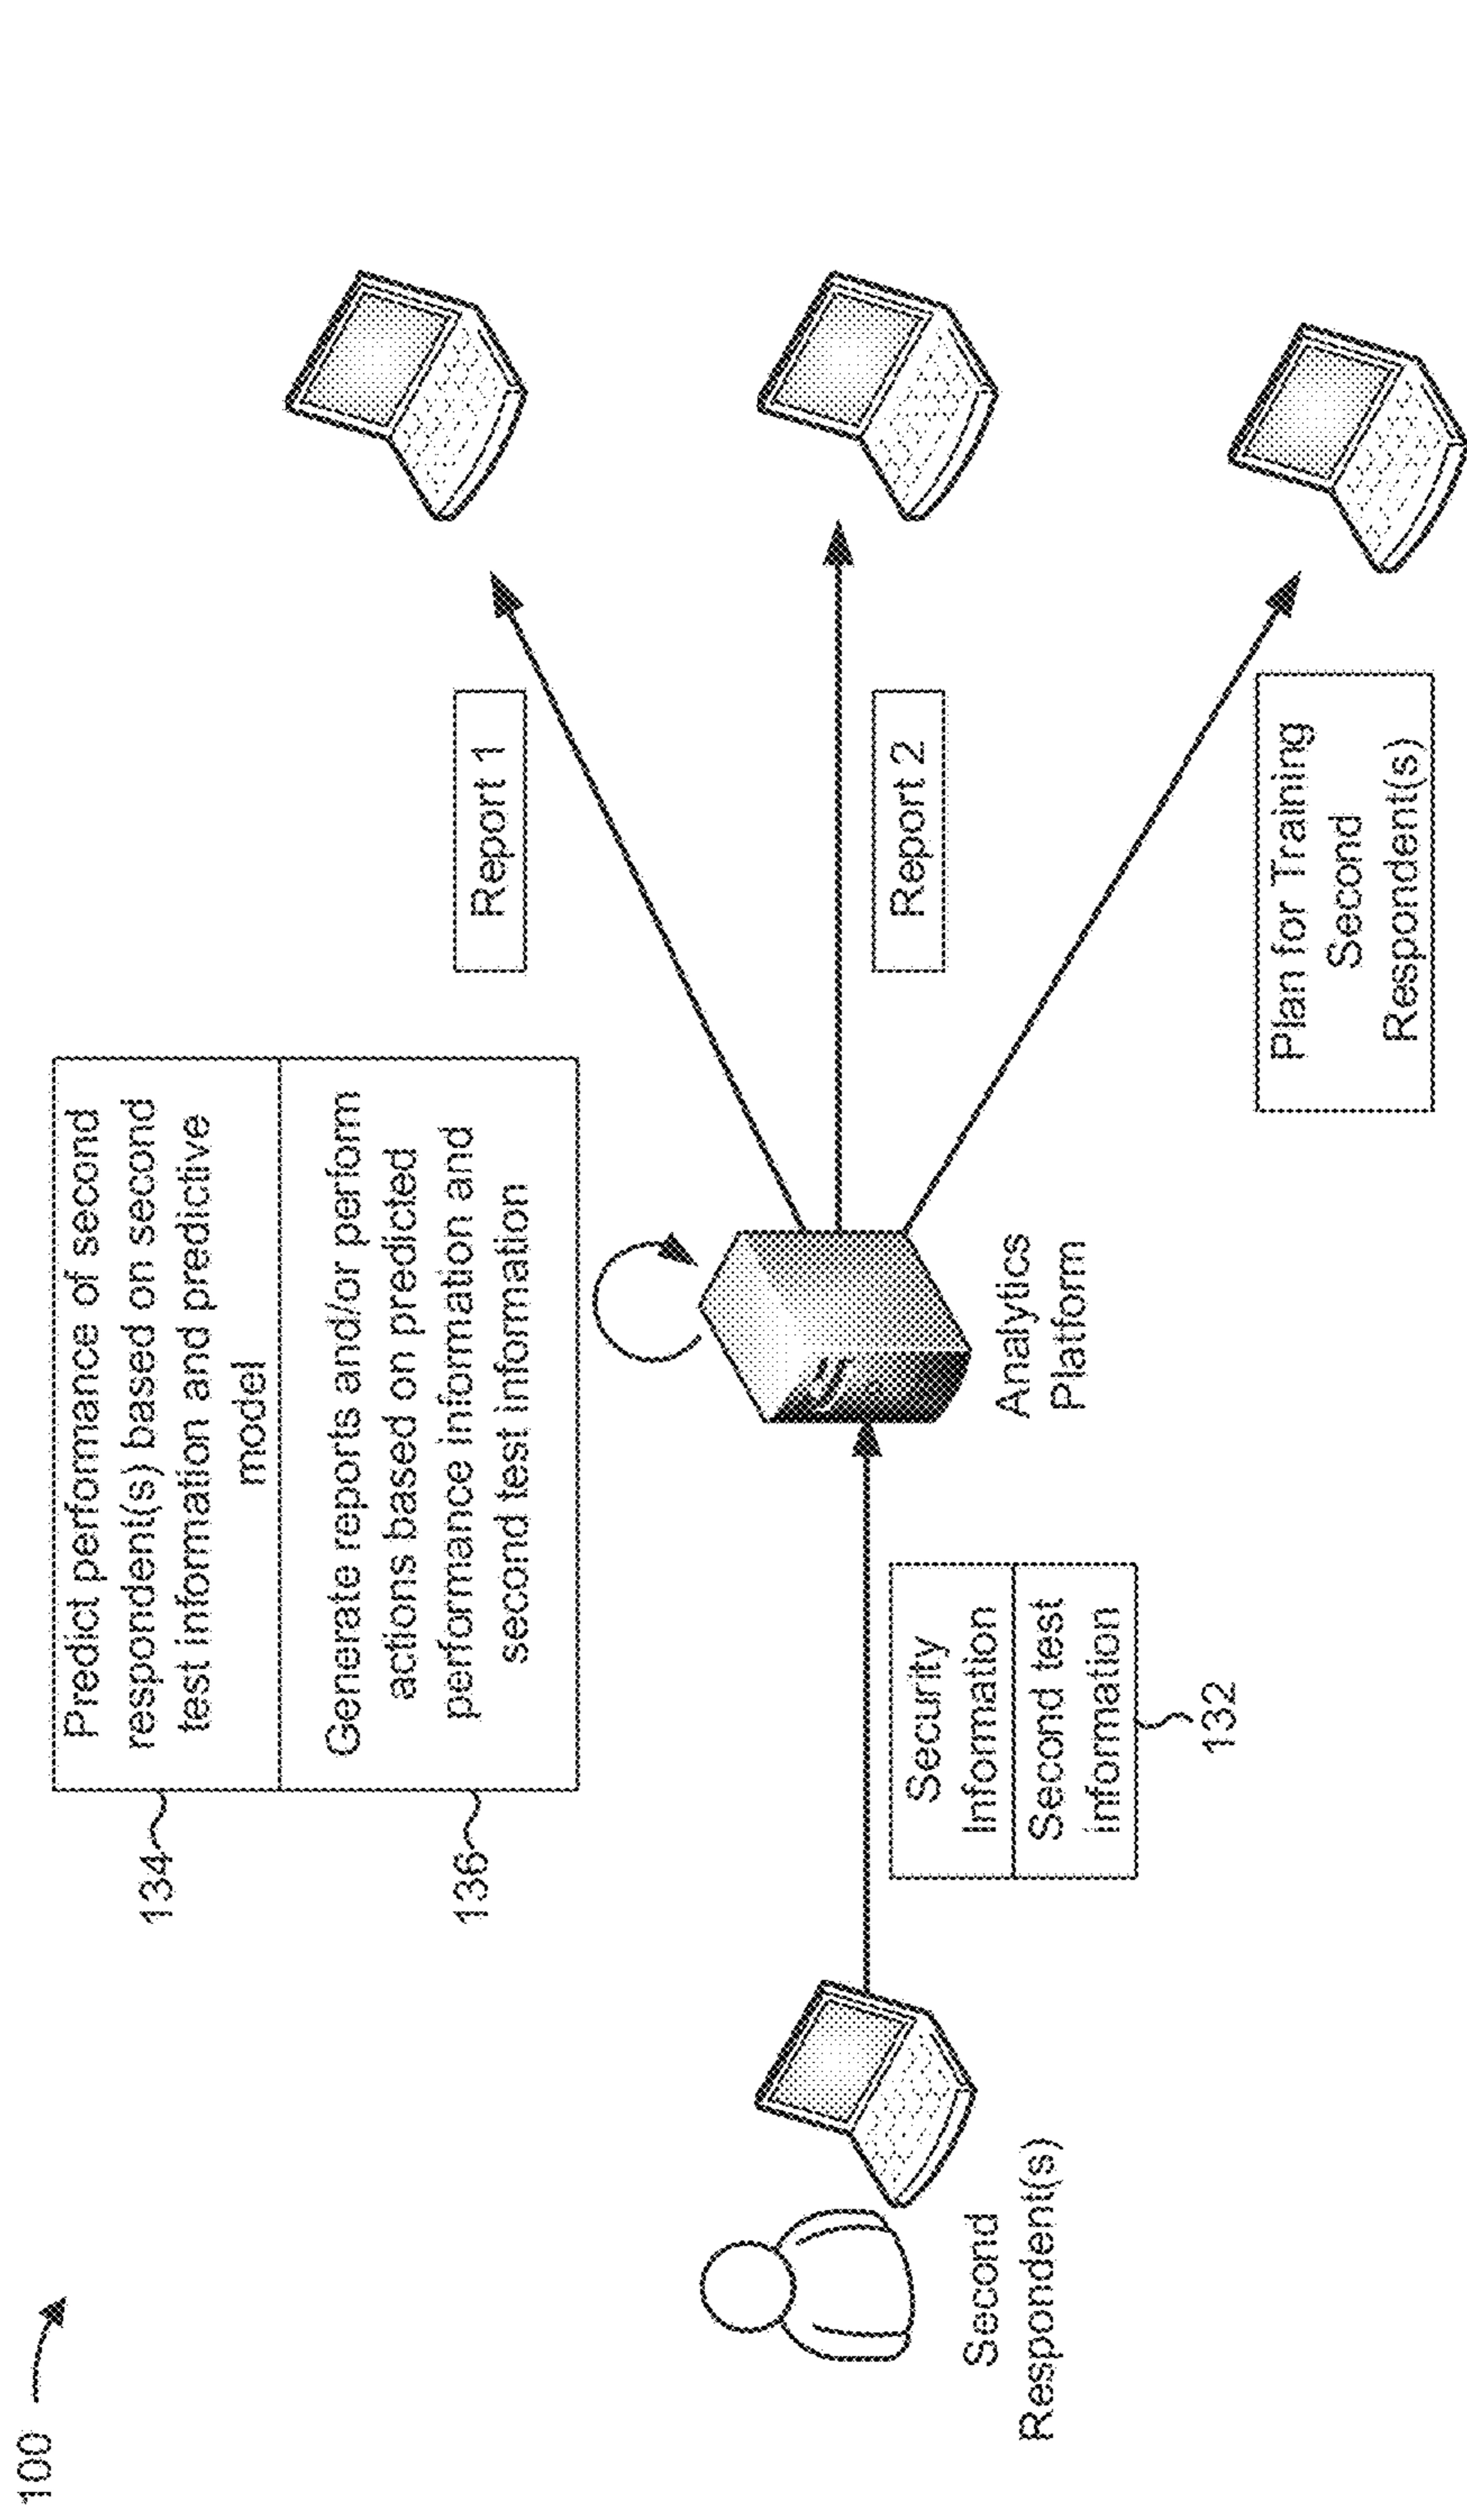 100
134
Predict performance of second
respondent(s) based on second
test information and predictive
model
136
Generate reports and/or perform
actions based on predicted
performance information and
second test information
Second
Respondent(s)
Security
Information
Second test
information
132
Analytics
Platform
Report 1
Report 2
Plan for Training
Second
Respondent(s)